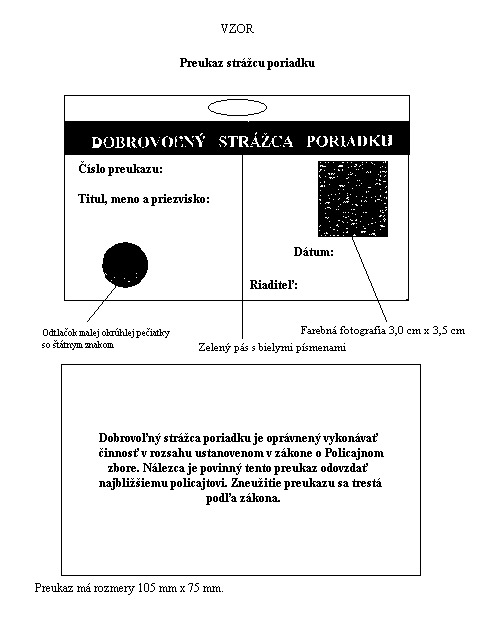 VZOR
Preukaz strážcu poriadku
DOBROVOĽNÝ STRÁŽCA PORIADKU
Číslo preukazu:
Titul, meno a priezvisko:
Dátum:
Riaditeľ:
Odtlačok malej okrúhlej pečiatky
so štátnym znakom
Farebná fotografia 3,0 cm x 3,5 cm
Zelený pás s bielymi písmenami
Dobrovoľný strážca poriadku je oprávnený vykonávať
činnosť v rozsahu ustanovenom v zákone o Policajnom
zbore. Nálezca je povinný tento preukaz odovzdať
najbližšiemu policajtovi. Zneužitie preukazu sa trestá
podľa zákona.
Preukaz má rozmery 105 mm x 75 mm.